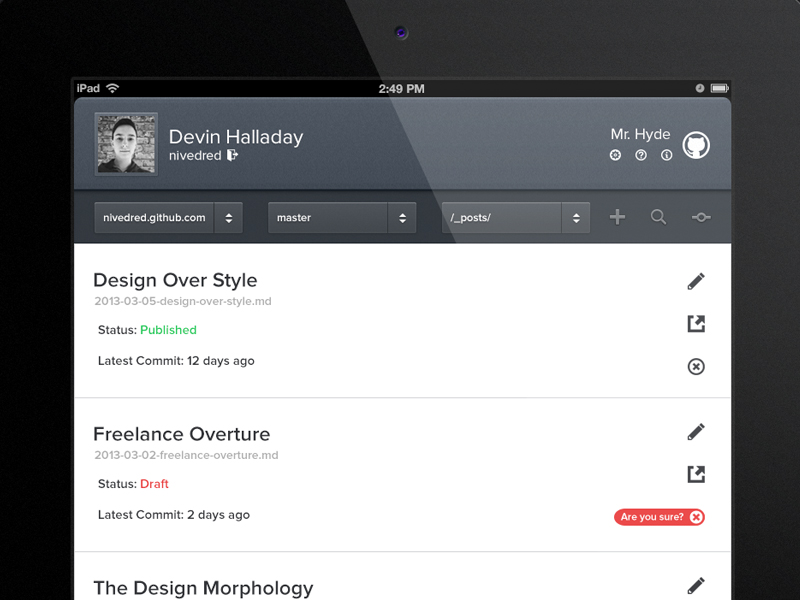 iPad 2:49 PM
Devin Halladay
nivedred
Mr. Hyde
nivedred.github.com master /_posts/
Design Over Style
2013-03-05-design-over-style.md
Status: Published
Latest Commit: 12 days ago
Freelance Overture
2013-03-02-freelance-overture.md
Status: Draft
Latest Commit: 2 days ago
Are you sure?
The Design Morphology